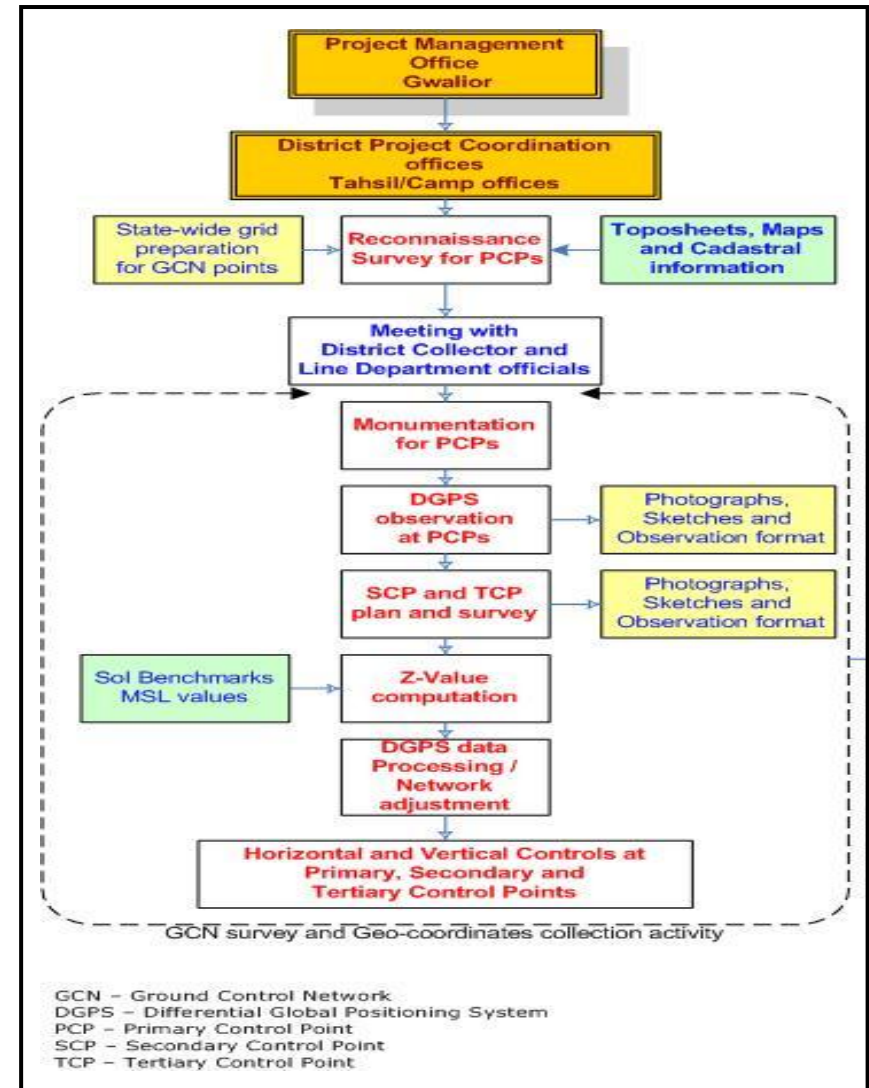 Project Management
Office
Gwalior
District Project Coordination
offices
Tahsil/Camp offices
State-wide grid
preparation
for GCN points
Reconnaissance
Survey for PCPs
Toposheets, Maps
and Cadastral
information
Meeting with
District Collector and
Line Department officials
Monumentation
for PCPs
DGPS
observation
at PCPs
Photographs,
Sketches and
Observation format
SCP and TCP
plan and survey
Photographs,
Sketches and
Observation format
SoI Benchmarks
MSL values
Z-Value
computation
DGPS data
Processing /
Network
adjustment
Horizontal and Vertical Controls at
Primary, Secondary and
Tertiary Control Points
GCN survey and Geo-coordinates collection activity
GCN – Ground Control Network
DGPS – Differential Global Positioning System
PCP – Primary Control Point
SCP – Secondary Control Point
TCP – Tertiary Control Point